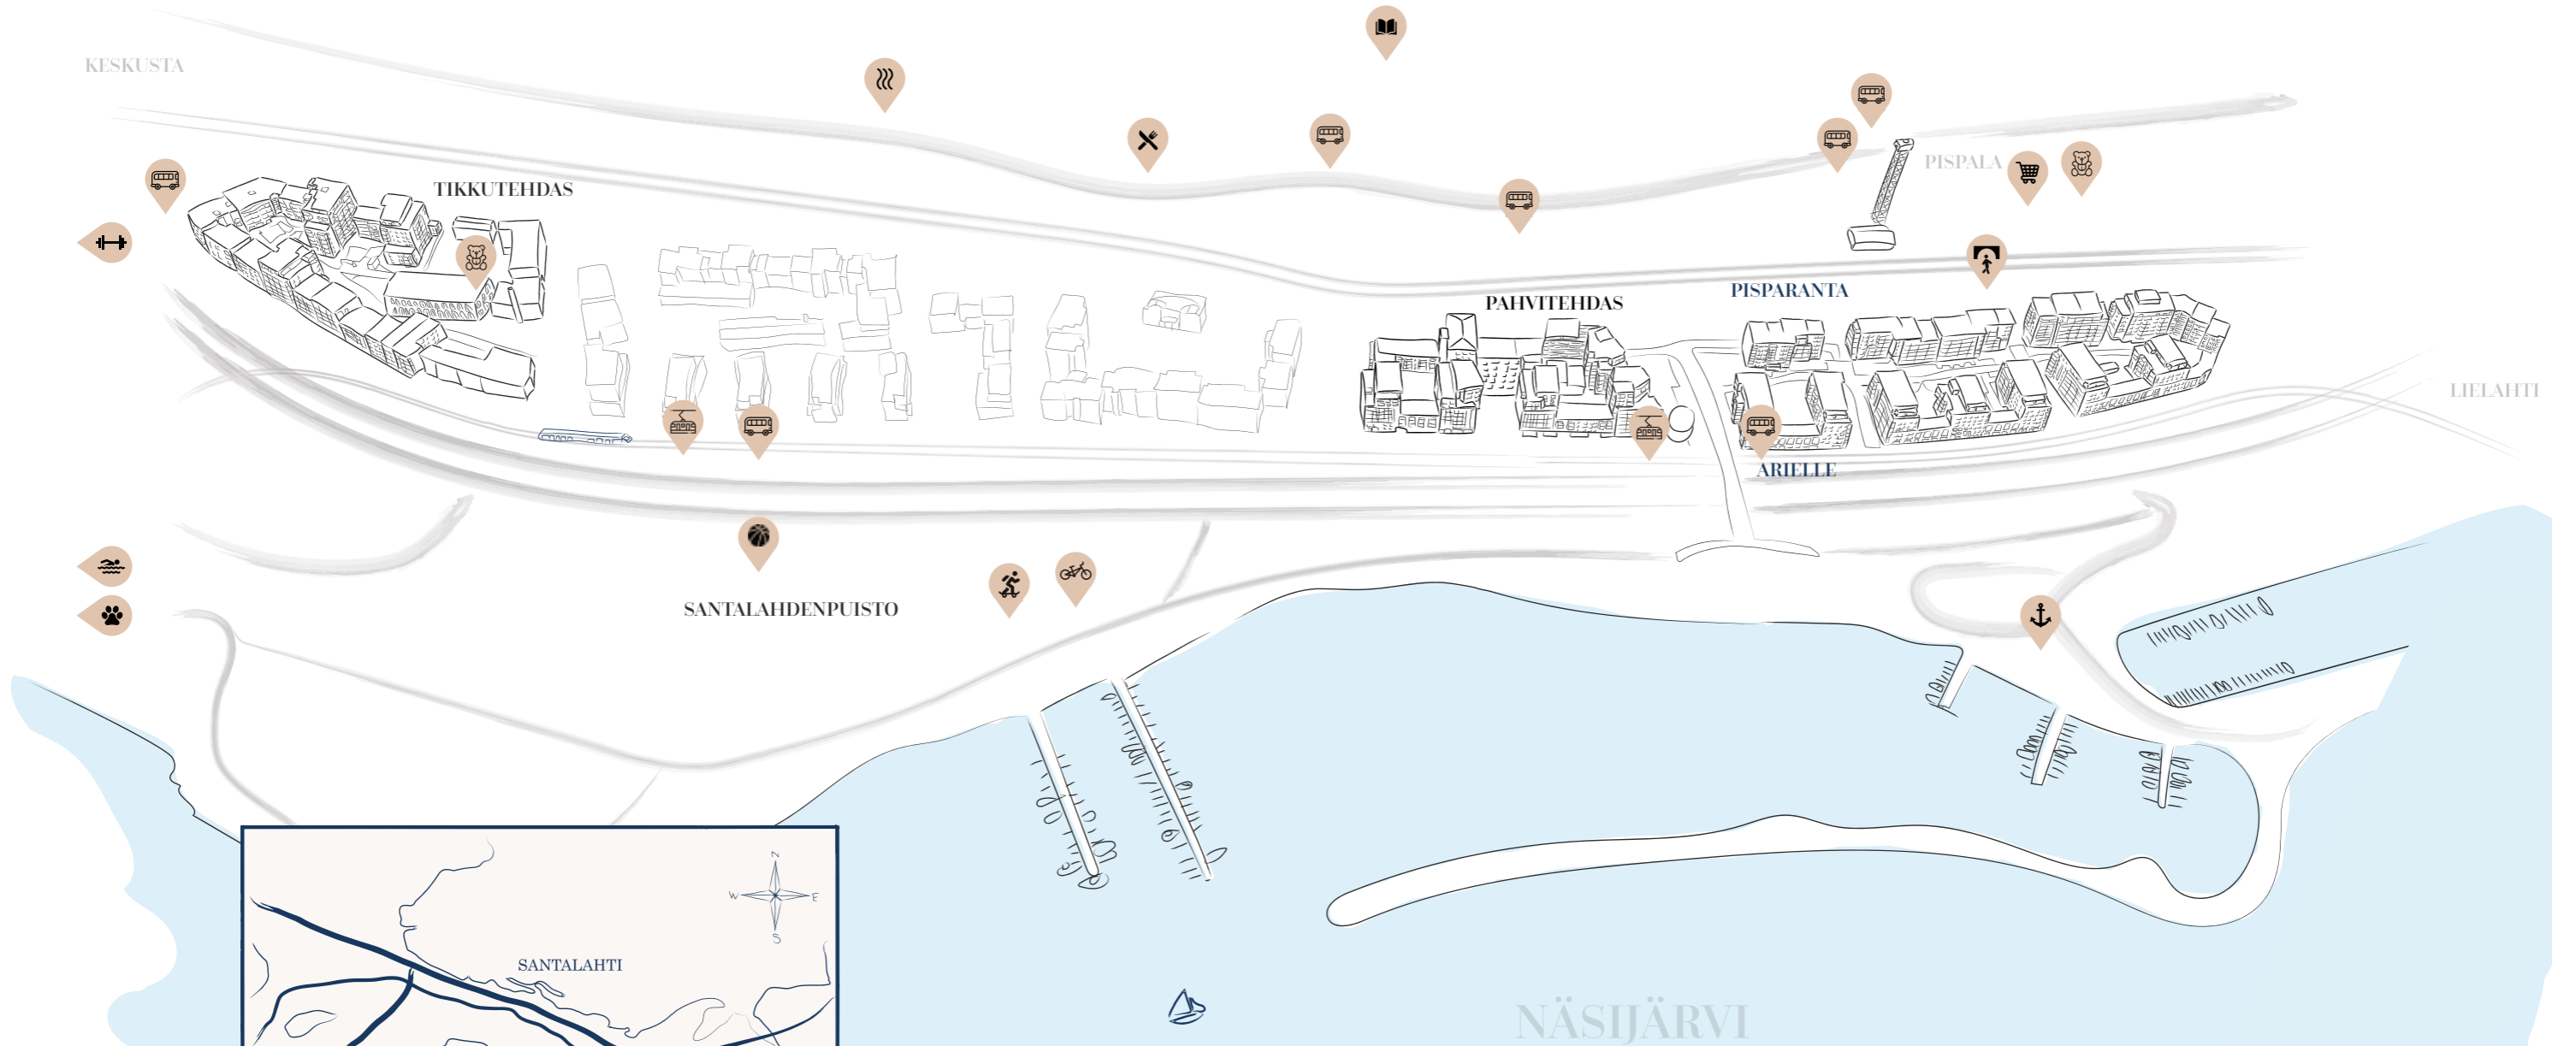 KESKUSTA
TIKKUTEHDAS
PISPALA
PISPARANTA
PAHVITEHDAS
LIELAHTI
ARIELLE
SANTALAHDENPUISTO
N
W E
S
SANTALAHTI
NÄSIJÄRVI